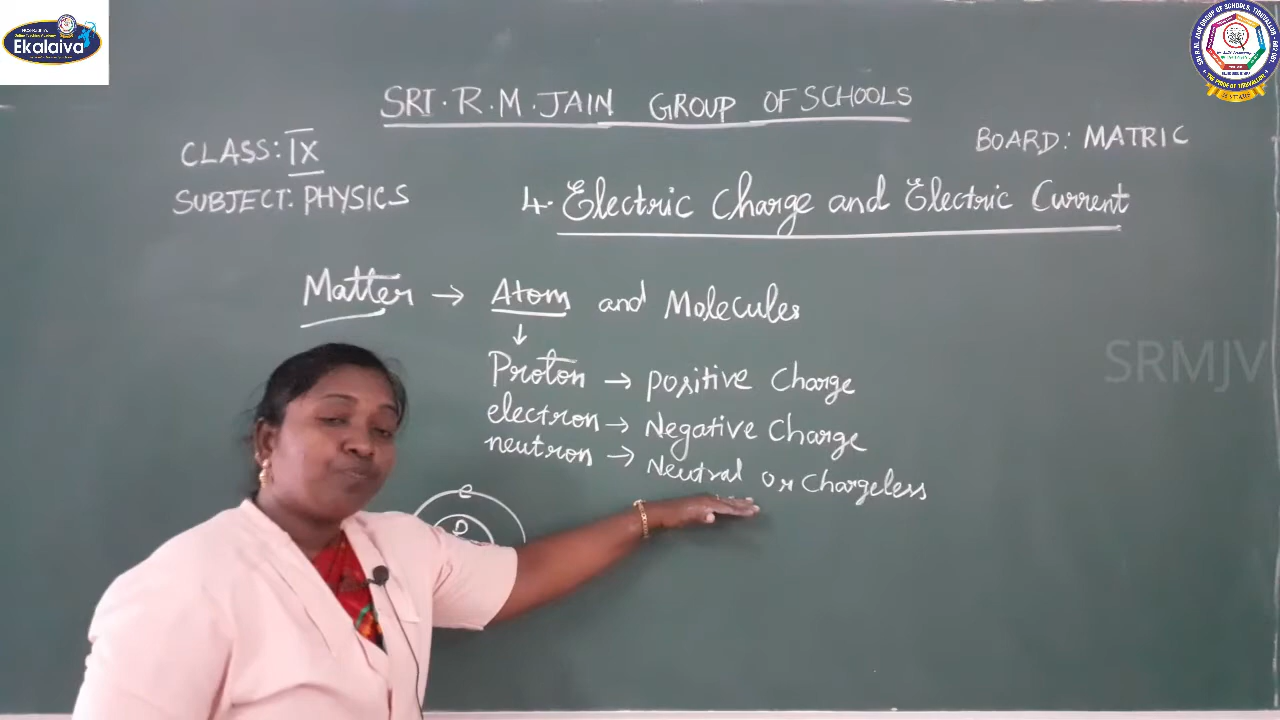 Ekalaiva
SRI.R.M.JAIN GROUP OF SCHOOLS
CLASS: IX
BOARD: MATRIC
SUBJECT: PHYSICS
4. Electric Charge and Electric Current
Matter → Atom and Molecules
↓
Proton → positive Charge
electron → Negative Charge
neutron → Neutral or Chargeless
e
P
SRMJV